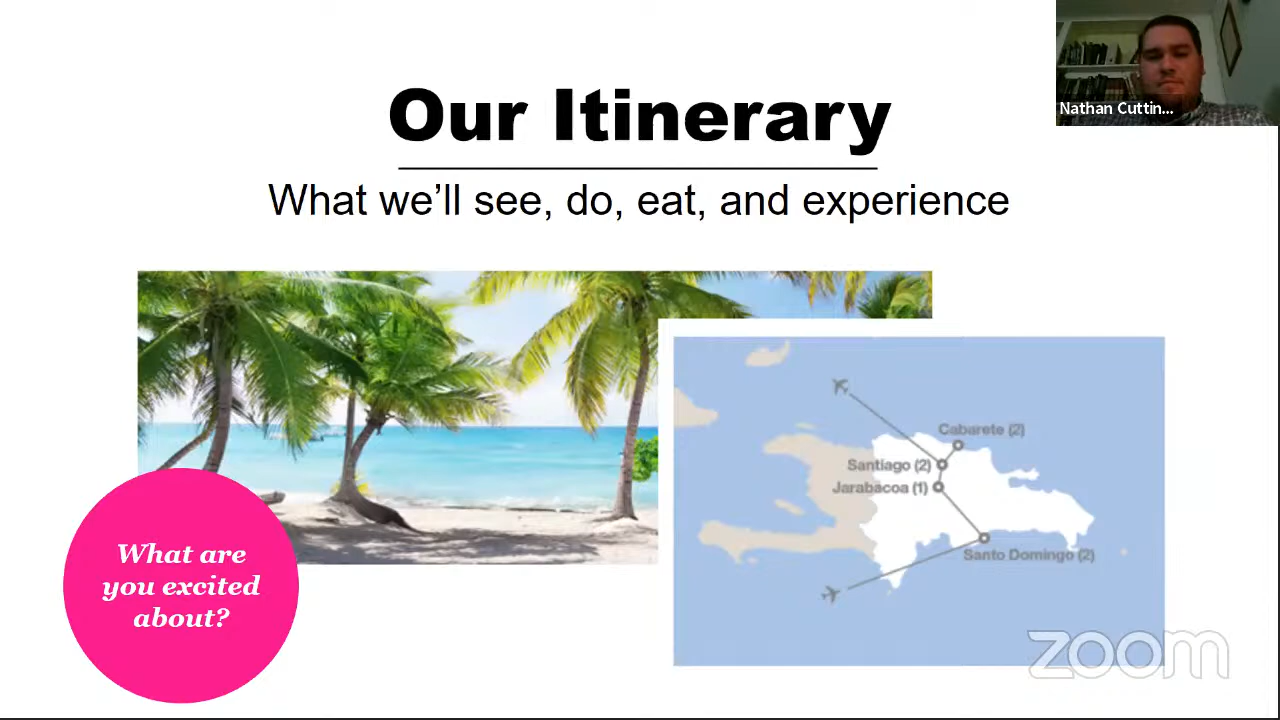 Our Itinerary
What we’ll see, do, eat, and experience
Nathan Cuttin...
Cabarete (2)
Santiago (2)
Jarabacoa (1)
Santo Domingo (2)
What are
you excited
about?
zoom